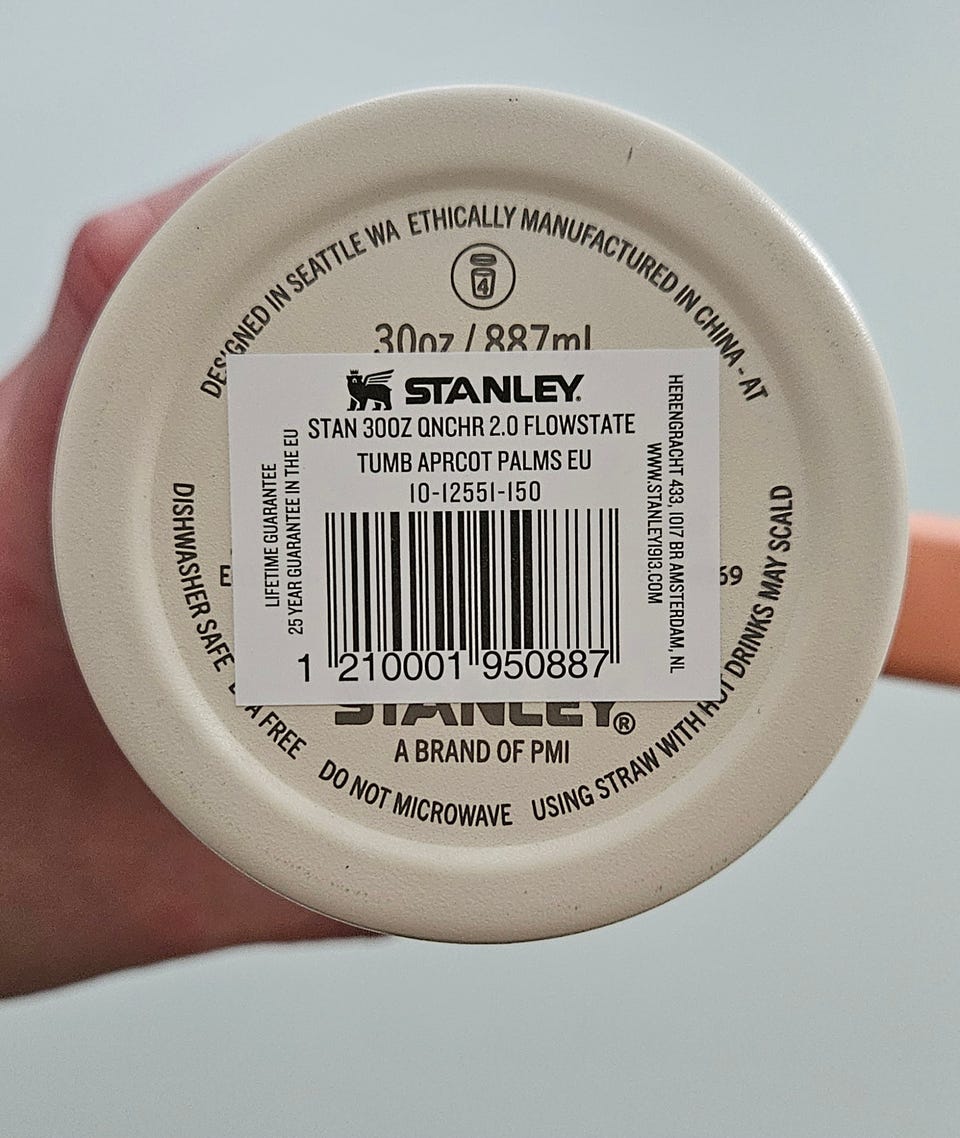 DESIGNED IN SEATTLE WA ETHICALLY MANUFACTURED IN CHINA - AT
4
30oz / 887ml
STANLEY.
STAN 30OZ QNCHR 2.0 FLOWSTATE
TUMB APRCOT PALMS EU
10-12551-150
LIFETIME GUARANTEE
25 YEAR GUARANTEE IN THE EU
HERENGRACHT 433, 1017 BR AMSTERDAM, NL
WWW.STANLEY1913.COM
1 210001 950887
69
STANLEY®
A BRAND OF PMI
DISHWASHER SAFE
FREE
DO NOT MICROWAVE
USING STRAW WITH HOT DRINKS MAY SCALD